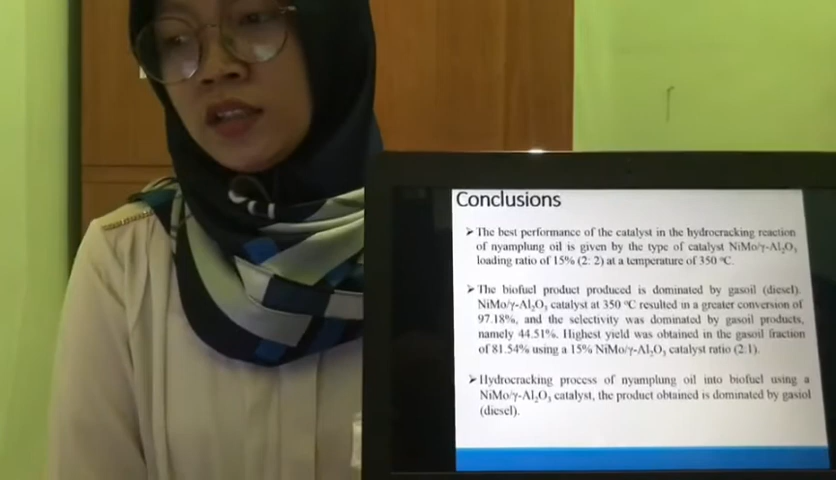 Conclusions
➤ The best performance of the catalyst in the hydrocracking reaction
of nyamplung oil is given by the type of catalyst NiMo/γ-Al₂O₃
loading ratio of 15% (2: 2) at a temperature of 350 ºC.
➤ The biofuel product produced is dominated by gasoil (diesel).
NiMo/γ-Al₂O₃ catalyst at 350 ºC resulted in a greater conversion of
97.18%, and the selectivity was dominated by gasoil products,
namely 44.51%. Highest yield was obtained in the gasoil fraction
of 81.54% using a 15% NiMo/γ-Al₂O₃ catalyst ratio (2:1).
➤ Hydrocracking process of nyamplung oil into biofuel using a
NiMo/γ-Al₂O₃ catalyst, the product obtained is dominated by gasiol
(diesel).